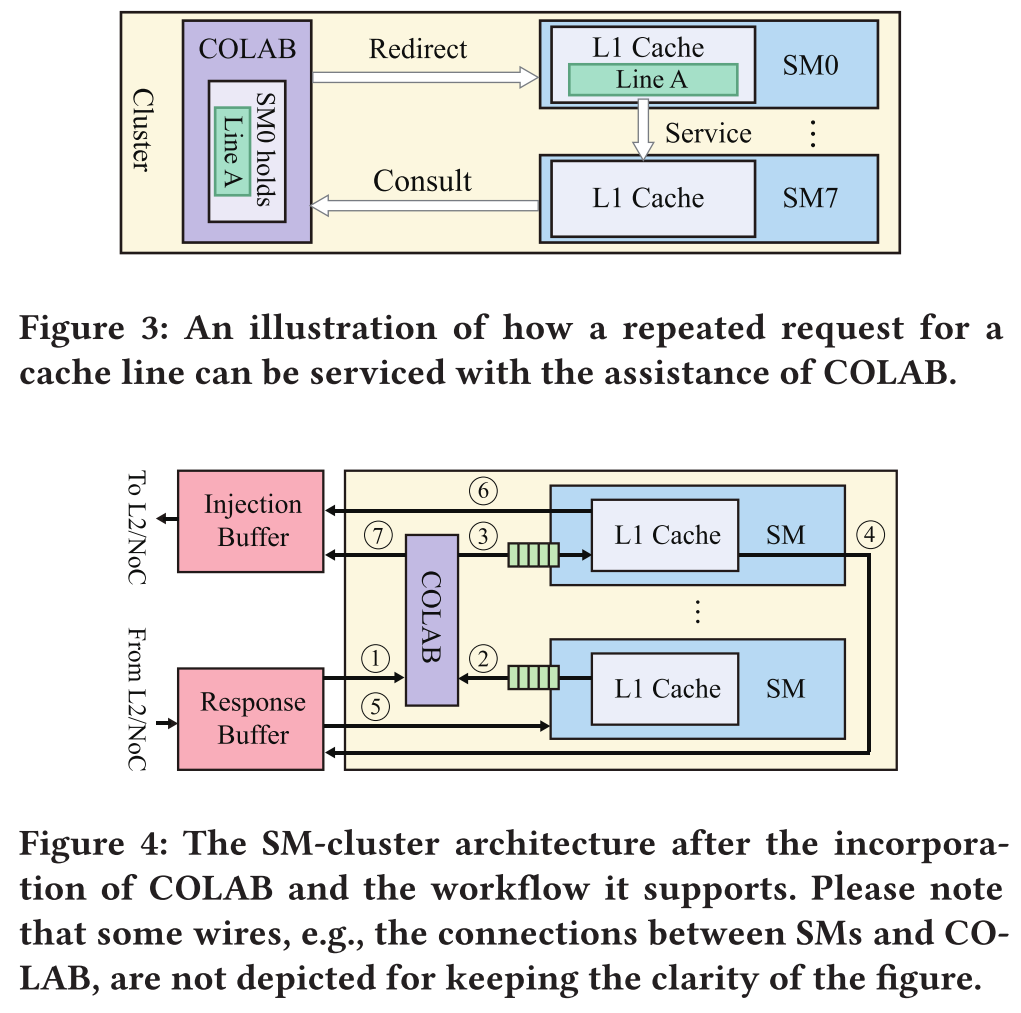 Cluster
COLAB
SM0 holds
Line A
Redirect
L1 Cache
Line A
SM0
Service
⋮
Consult
L1 Cache
SM7
Figure 3: An illustration of how a repeated request for a
cache line can be serviced with the assistance of COLAB.
To L2/NoC
Injection
Buffer
⑥
⑦
③
L1 Cache
SM
④
COLAB
⋮
From L2/NoC
Response
Buffer
①
②
⑤
L1 Cache
SM
Figure 4: The SM-cluster architecture after the incorpora-
tion of COLAB and the workflow it supports. Please note
that some wires, e.g., the connections between SMs and CO-
LAB, are not depicted for keeping the clarity of the figure.